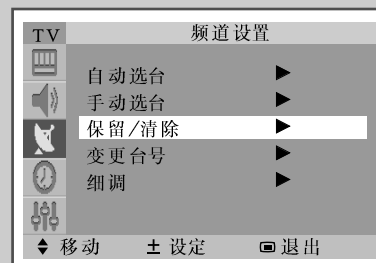 TV 频道设置
自动选台 ▶
手动选台 ▶
保留/清除 ▶
变更台号 ▶
细调 ▶
移动 ± 设定 退出